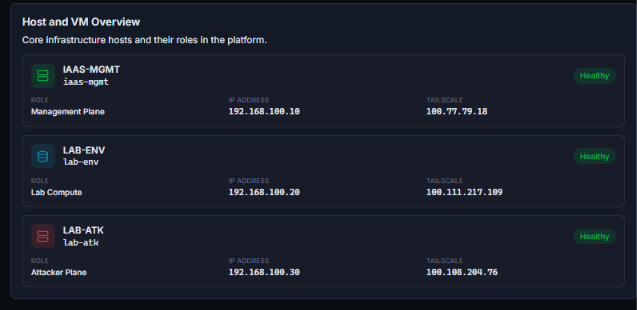 Host and VM Overview
Core infrastructure hosts and their roles in the platform.
IAAS-MGMT
iaas-mgmt
Healthy
ROLE IP ADDRESS TAILSCALE
Management Plane 192.168.100.10 100.77.79.18
LAB-ENV
lab-env
Healthy
ROLE IP ADDRESS TAILSCALE
Lab Compute 192.168.100.20 100.111.217.109
LAB-ATK
lab-atk
Healthy
ROLE IP ADDRESS TAILSCALE
Attacker Plane 192.168.100.30 100.108.204.76